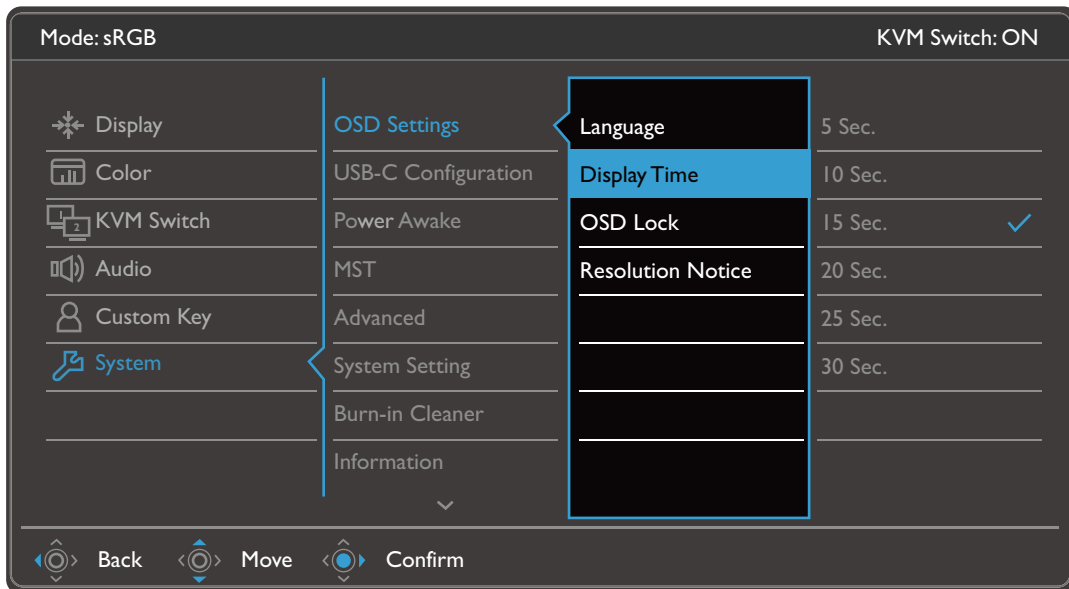 Mode: sRGB
KVM Switch: ON
Display
Color
1
2
KVM Switch
Audio
Custom Key
System
OSD Settings
USB-C Configuration
Power Awake
MST
Advanced
System Setting
Burn-in Cleaner
Information
Language
Display Time
OSD Lock
Resolution Notice
5 Sec.
10 Sec.
15 Sec.
20 Sec.
25 Sec.
30 Sec.
Back
Move
Confirm